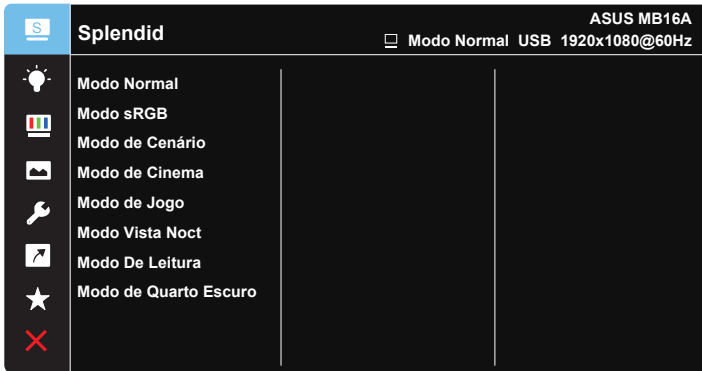 S
Splendid
ASUS MB16A
Modo Normal USB 1920x1080@60Hz
Modo Normal
Modo sRGB
Modo de Cenário
Modo de Cinema
Modo de Jogo
Modo Vista Noct
Modo De Leitura
Modo de Quarto Escuro